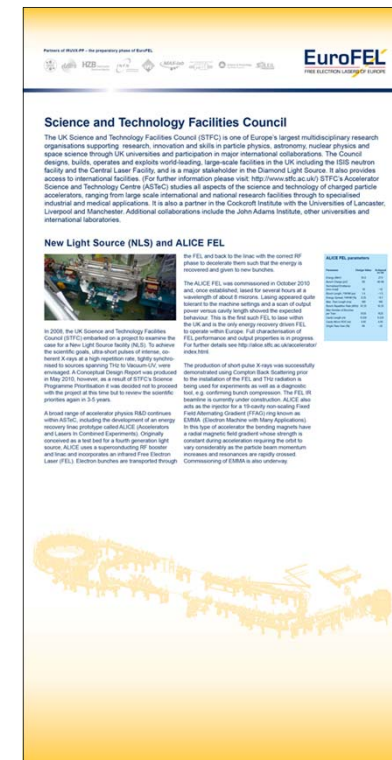 Partners of IRUVX-PP – the preparatory phase of EuroFEL
HZB
EuroFEL
FREE ELECTRON LASERS OF EUROPE
Science and Technology Facilities Council
The UK Science and Technology Facilities Council (STFC) is one of Europe's largest multidisciplinary research
organisations supporting research, innovation and skills in particle physics, astronomy, nuclear physics and
space science through UK universities and participation in major international collaborations. The Council
designs, builds, operates and exploits world-leading, large-scale facilities in the UK including the ISIS neutron
facility and the Central Laser Facility, and is a major stakeholder in the Diamond Light Source. It also provides
access to international facilities. (For further information please visit: http://www.stfc.ac.uk/) STFC's Accelerator
Science and Technology Centre (ASTeC) studies all aspects of the science and technology of charged particle
accelerators, ranging from large scale international and national research facilities through to specialised
industrial and medical applications. It is also a partner in the Cockcroft Institute with the Universities of Lancaster,
Liverpool and Manchester. Additional collaborations include the John Adams Institute, other universities and
international laboratories.
New Light Source (NLS) and ALICE FEL
In 2008, the UK Science and Technology Facilities
Council (STFC) embarked on a project to examine the
case for a New Light Source facility (NLS). To achieve
the scientific goals, ultra-short pulses of intense, co-
herent X-rays at a high repetition rate, tightly synchro-
nised to sources spanning THz to Vacuum-UV, were
envisaged. A Conceptual Design Report was produced
in May 2010, however, as a result of STFC's Science
Programme Prioritisation it was decided not to proceed
with the project at this time but to review the scientific
priorities again in 3-5 years.
A broad range of accelerator physics R&D continues
within ASTeC, including the development of an energy
recovery linac prototype called ALICE (Accelerators
and Lasers In Combined Experiments). Originally
conceived as a test bed for a fourth generation light
source, ALICE uses a superconducting RF booster
and linac and incorporates an infrared Free Electron
Laser (FEL). Electron bunches are transported through
the FEL and back to the linac with the correct RF
phase to decelerate them such that the energy is
recovered and given to new bunches.
The ALICE FEL was commissioned in October 2010
and, once established, lased for several hours at a
wavelength of about 8 microns. Lasing appeared quite
tolerant to the machine settings and a scan of output
power versus cavity length showed the expected
behaviour. This is the first such FEL to lase within
the UK and is the only energy recovery driven FEL
to operate within Europe. Full characterisation of
FEL performance and output properties is in progress.
For further details see http://alice.stfc.ac.uk/accelerator/
index.html.
The production of short pulse X-rays was successfully
demonstrated using Compton Back Scattering prior
to the installation of the FEL and THz radiation is
being used for experiments as well as a diagnostic
tool, e.g. confirming bunch compression. The FEL IR
beamline is currently under construction. ALICE also
acts as the injector for a 19-cavity non-scaling Fixed
Field Alternating Gradient (FFAG) ring known as
EMMA (Electron Machine with Many Applications).
In this type of accelerator the bending magnets have
a radial magnetic field gradient whose strength is
constant during acceleration requiring the orbit to
vary considerably as the particle beam momentum
increases and resonances are rapidly crossed.
Commissioning of EMMA is also underway.
ALICE FEL parameters